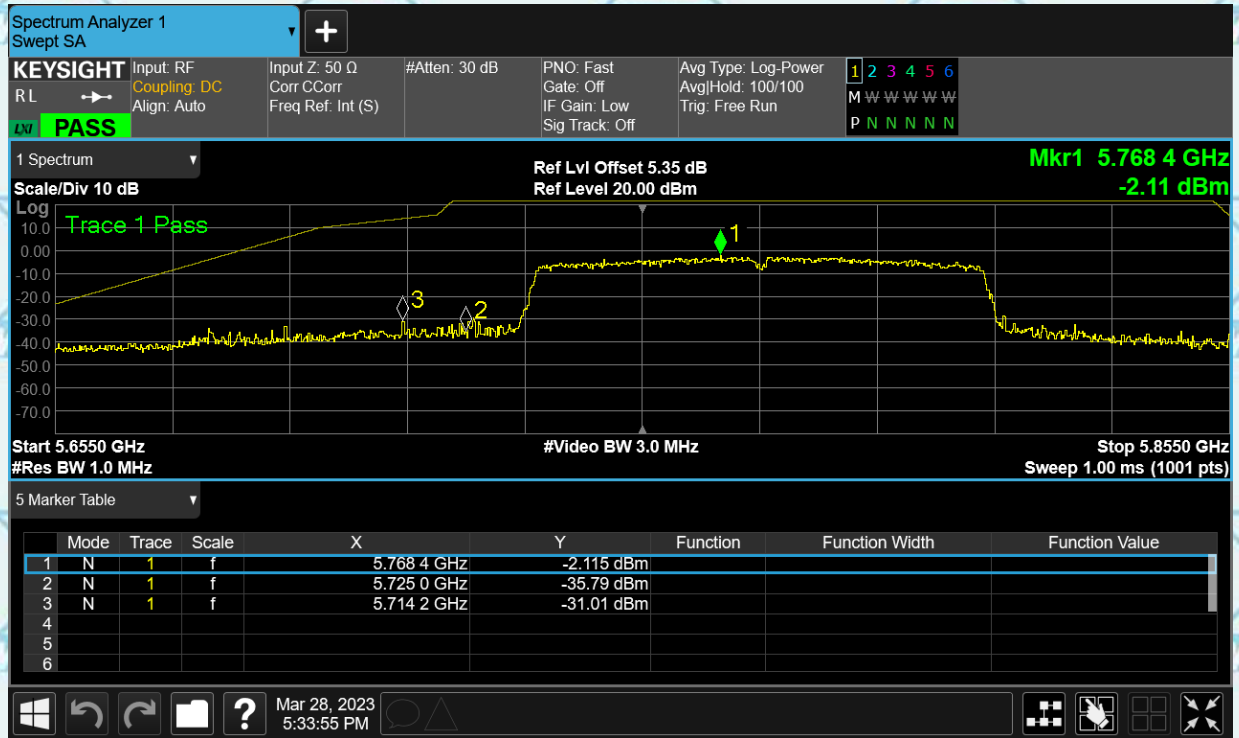 Spectrum Analyzer 1
Swept SA
+
KEYSIGHT
RL
LXI PASS
Input: RF
Coupling: DC
Align: Auto
Input Z: 50 Ω
Corr CCorr
Freq Ref: Int (S)
#Atten: 30 dB
PNO: Fast
Gate: Off
IF Gain: Low
Sig Track: Off
Avg Type: Log-Power
Avg|Hold: 100/100
Trig: Free Run
1 2 3 4 5 6
M W W W W W
P N N N N N
1 Spectrum
Scale/Div 10 dB
Ref Lvl Offset 5.35 dB
Ref Level 20.00 dBm
Mkr1 5.768 4 GHz
-2.11 dBm
Log
Trace 1 Pass
10.0
0.00
-10.0
-20.0
-30.0
-40.0
-50.0
-60.0
-70.0
1
3
2
Start 5.6550 GHz
#Res BW 1.0 MHz
#Video BW 3.0 MHz
Stop 5.8550 GHz
Sweep 1.00 ms (1001 pts)
5 Marker Table
Mode Trace Scale X Y Function Function Width Function Value
1 N 1 f 5.768 4 GHz -2.115 dBm
2 N 1 f 5.725 0 GHz -35.79 dBm
3 N 1 f 5.714 2 GHz -31.01 dBm
4
5
6
?
Mar 28, 2023
5:33:55 PM